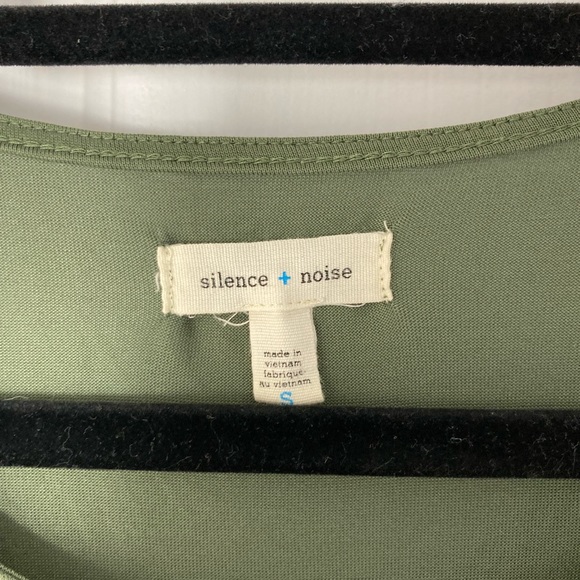 silence + noise
made in
vietnam
fabriqué
au vietnam
S